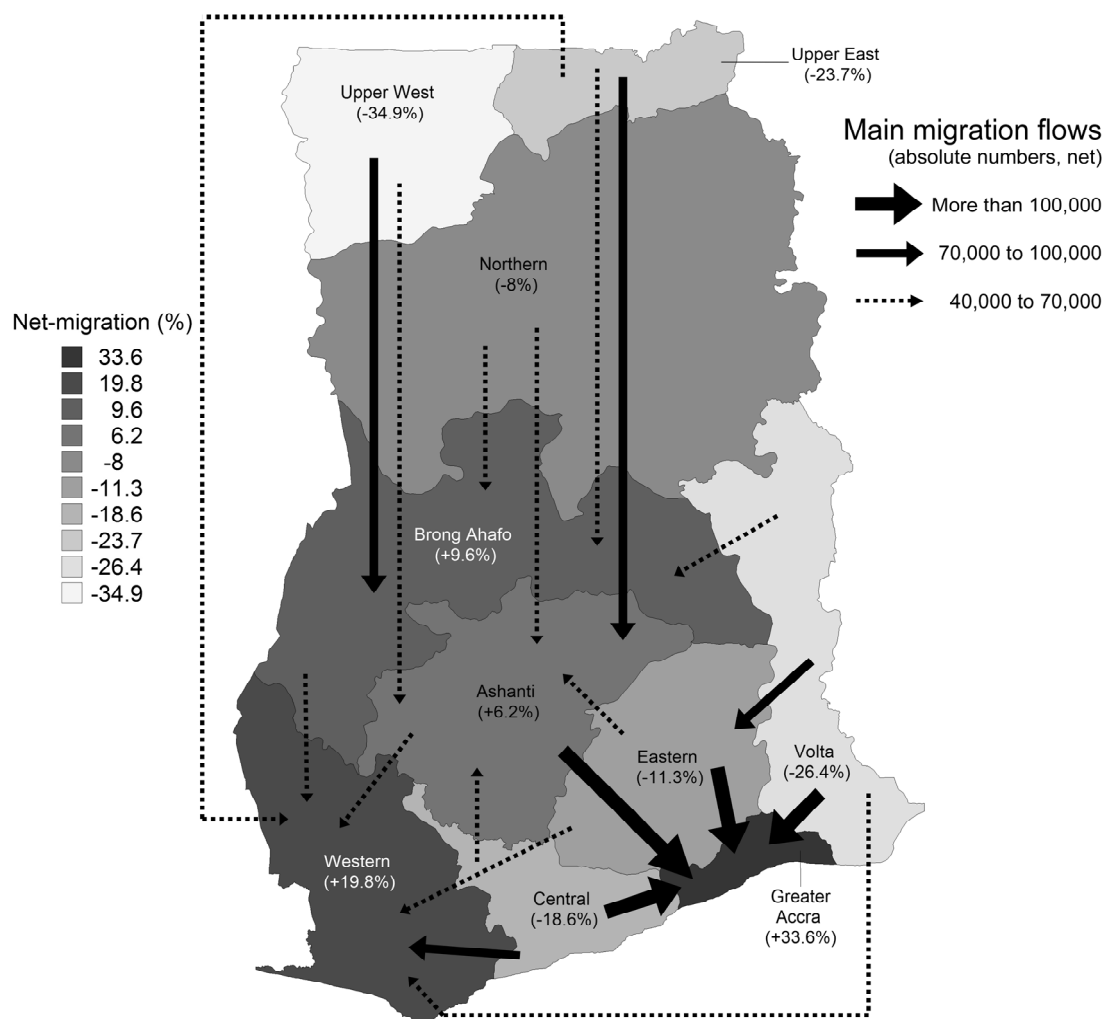 Upper East
(-23.7%)
Upper West
(-34.9%)
Main migration flows
(absolute numbers, net)
More than 100,000
70,000 to 100,000
40,000 to 70,000
Northern
(-8%)
Net-migration (%)
33.6
19.8
9.6
6.2
-8
-11.3
-18.6
-23.7
-26.4
-34.9
Brong Ahafo
(+9.6%)
Ashanti
(+6.2%)
Eastern
(-11.3%)
Volta
(-26.4%)
Western
(+19.8%)
Central
(-18.6%)
Greater
Accra
(+33.6%)